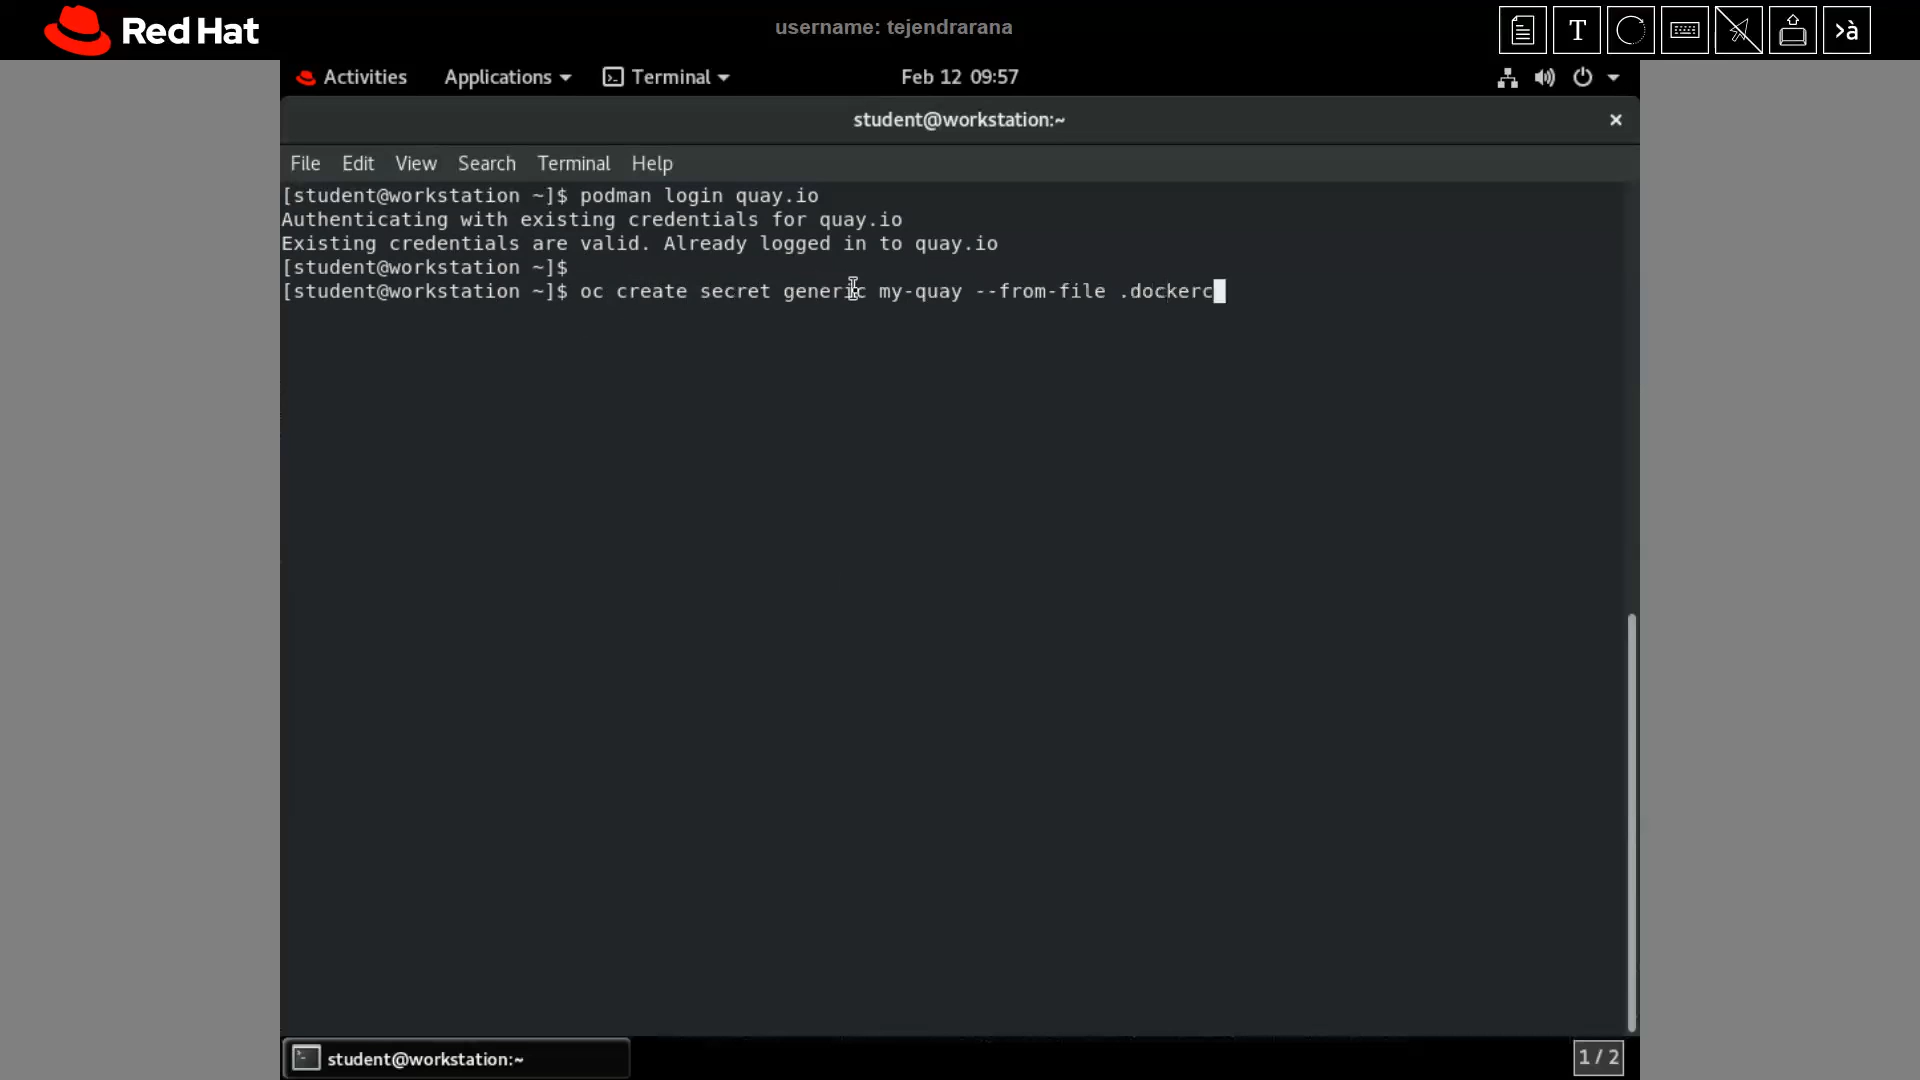 Red Hat
username: tejendrarana
T
>à
Activities
Applications
Terminal
Feb 12 09:57
student@workstation:~
File Edit View Search Terminal Help
[student@workstation ~]$ podman login quay.io
Authenticating with existing credentials for quay.io
Existing credentials are valid. Already logged in to quay.io
[student@workstation ~]$
[student@workstation ~]$ oc create secret generic my-quay --from-file .dockerc
student@workstation:~
1 / 2